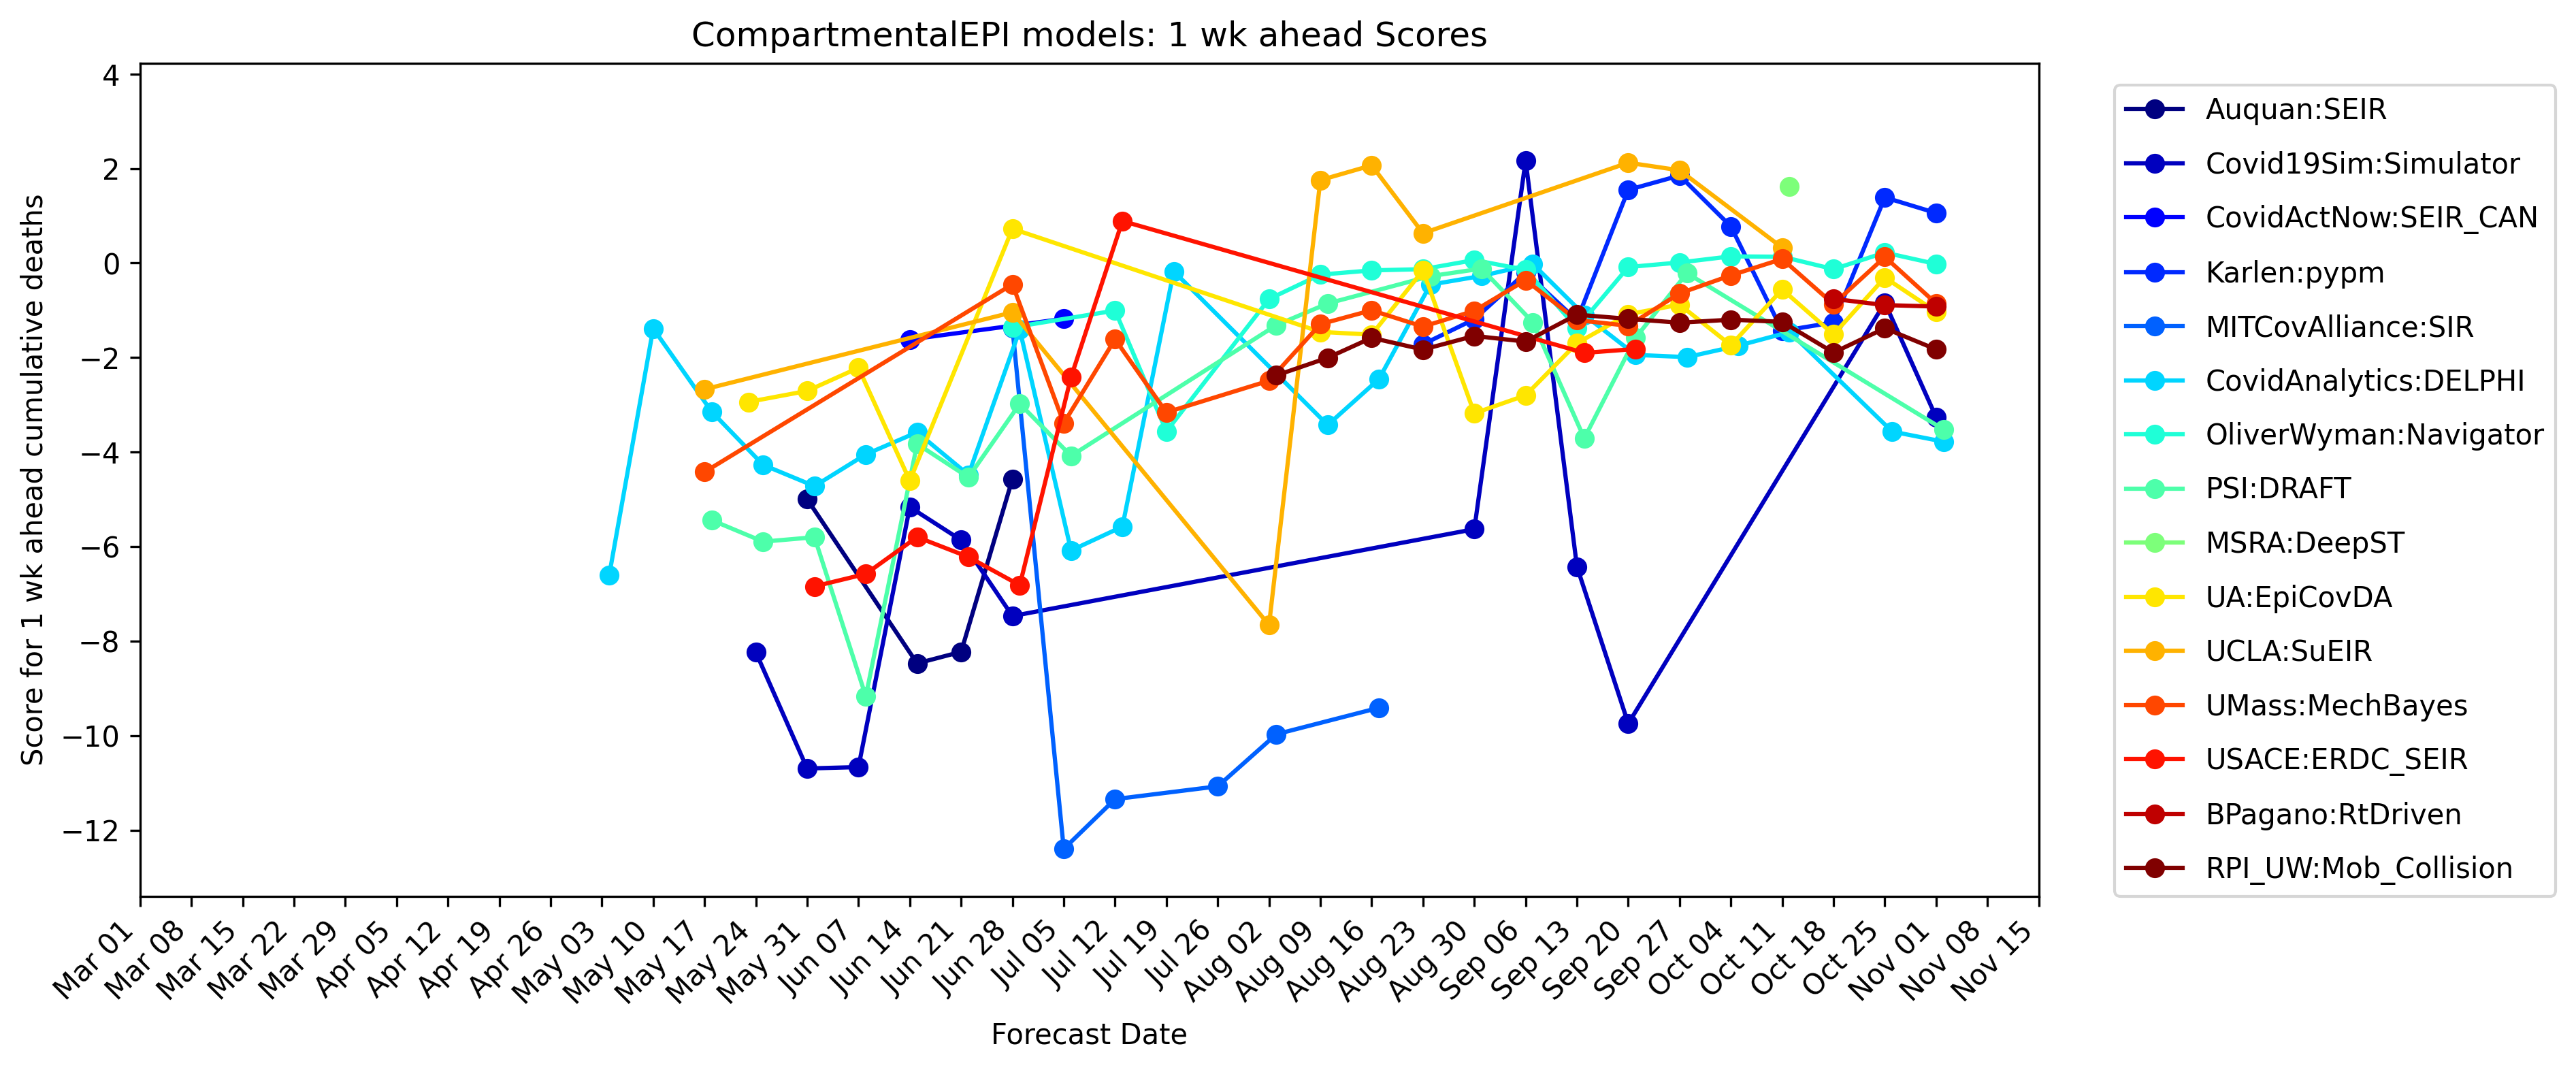 CompartmentalEPI models: 1 wk ahead Scores
Score for 1 wk ahead cumulative deaths
4
2
0
−2
−4
−6
−8
−10
−12
Mar 01
Mar 08
Mar 15
Mar 22
Mar 29
Apr 05
Apr 12
Apr 19
Apr 26
May 03
May 10
May 17
May 24
May 31
Jun 07
Jun 14
Jun 21
Jun 28
Jul 05
Jul 12
Jul 19
Jul 26
Aug 02
Aug 09
Aug 16
Aug 23
Aug 30
Sep 06
Sep 13
Sep 20
Sep 27
Oct 04
Oct 11
Oct 18
Oct 25
Nov 01
Nov 08
Nov 15
Forecast Date
Auquan:SEIR
Covid19Sim:Simulator
CovidActNow:SEIR_CAN
Karlen:pypm
MITCovAlliance:SIR
CovidAnalytics:DELPHI
OliverWyman:Navigator
PSI:DRAFT
MSRA:DeepST
UA:EpiCovDA
UCLA:SuEIR
UMass:MechBayes
USACE:ERDC_SEIR
BPagano:RtDriven
RPI_UW:Mob_Collision